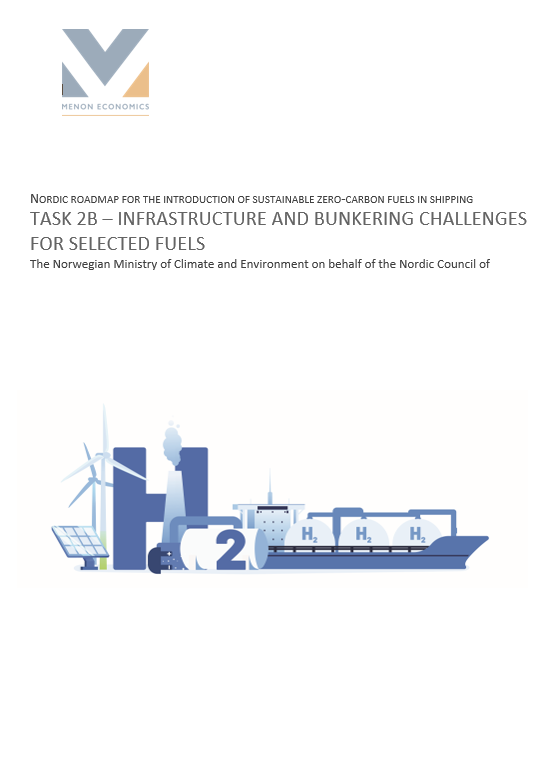 MENON ECONOMICS
NORDIC ROADMAP FOR THE INTRODUCTION OF SUSTAINABLE ZERO-CARBON FUELS IN SHIPPING
TASK 2B – INFRASTRUCTURE AND BUNKERING CHALLENGES
FOR SELECTED FUELS
The Norwegian Ministry of Climate and Environment on behalf of the Nordic Council of
H
2
H2 H2 H2